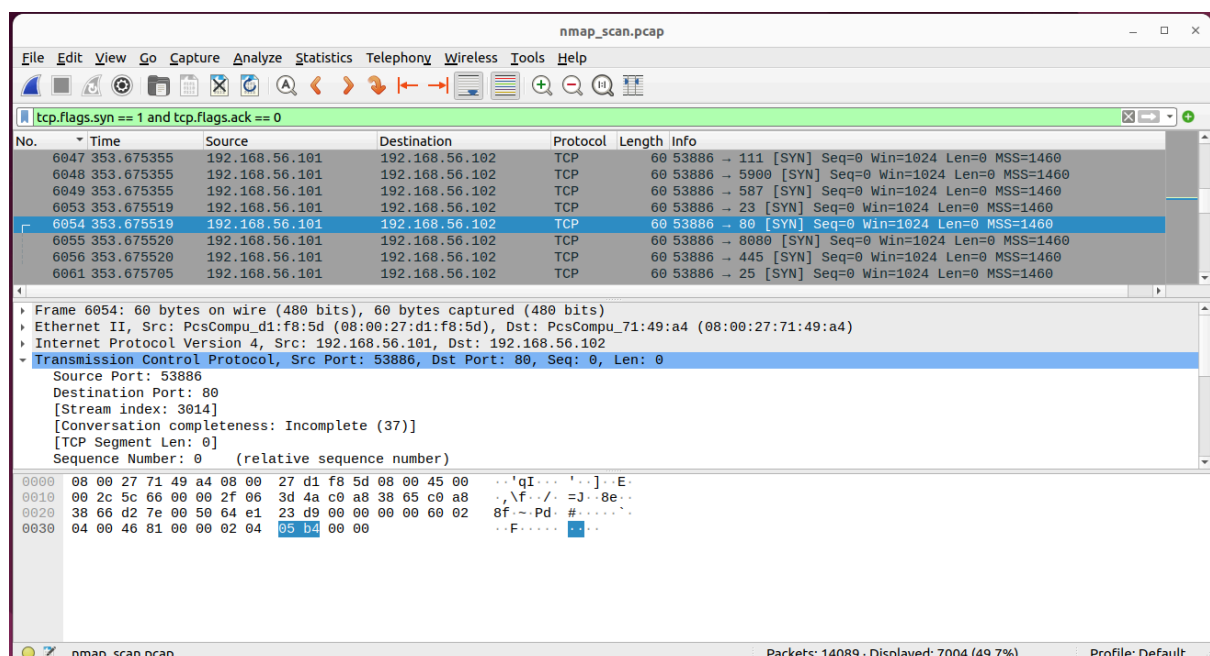 nmap_scan.pcap
File Edit View Go Capture Analyze Statistics Telephony Wireless Tools Help
tcp.flags.syn == 1 and tcp.flags.ack == 0
No. Time Source Destination Protocol Length Info
6047 353.675355 192.168.56.101 192.168.56.102 TCP 60 53886 → 111 [SYN] Seq=0 Win=1024 Len=0 MSS=1460
6048 353.675355 192.168.56.101 192.168.56.102 TCP 60 53886 → 5900 [SYN] Seq=0 Win=1024 Len=0 MSS=1460
6049 353.675355 192.168.56.101 192.168.56.102 TCP 60 53886 → 587 [SYN] Seq=0 Win=1024 Len=0 MSS=1460
6053 353.675519 192.168.56.101 192.168.56.102 TCP 60 53886 → 23 [SYN] Seq=0 Win=1024 Len=0 MSS=1460
6054 353.675519 192.168.56.101 192.168.56.102 TCP 60 53886 → 80 [SYN] Seq=0 Win=1024 Len=0 MSS=1460
6055 353.675520 192.168.56.101 192.168.56.102 TCP 60 53886 → 8080 [SYN] Seq=0 Win=1024 Len=0 MSS=1460
6056 353.675520 192.168.56.101 192.168.56.102 TCP 60 53886 → 445 [SYN] Seq=0 Win=1024 Len=0 MSS=1460
6061 353.675705 192.168.56.101 192.168.56.102 TCP 60 53886 → 25 [SYN] Seq=0 Win=1024 Len=0 MSS=1460
Frame 6054: 60 bytes on wire (480 bits), 60 bytes captured (480 bits)
Ethernet II, Src: PcsCompu_d1:f8:5d (08:00:27:d1:f8:5d), Dst: PcsCompu_71:49:a4 (08:00:27:71:49:a4)
Internet Protocol Version 4, Src: 192.168.56.101, Dst: 192.168.56.102
Transmission Control Protocol, Src Port: 53886, Dst Port: 80, Seq: 0, Len: 0
Source Port: 53886
Destination Port: 80
[Stream index: 3014]
[Conversation completeness: Incomplete (37)]
[TCP Segment Len: 0]
Sequence Number: 0 (relative sequence number)
0000 08 00 27 71 49 a4 08 00 27 d1 f8 5d 08 00 45 00 ··'qI··· '··]··E·
0010 00 2c 5c 66 00 00 2f 06 3d 4a c0 a8 38 65 c0 a8 ·,\f··/· =J··8e··
0020 38 66 d2 7e 00 50 64 e1 23 d9 00 00 00 00 60 02 8f·~·Pd· #·····`·
0030 04 00 46 81 00 00 02 04 05 b4 00 00 ··F····· ····
nmap_scan.pcap Packets: 14089 · Displayed: 7004 (49.7%) Profile: Default